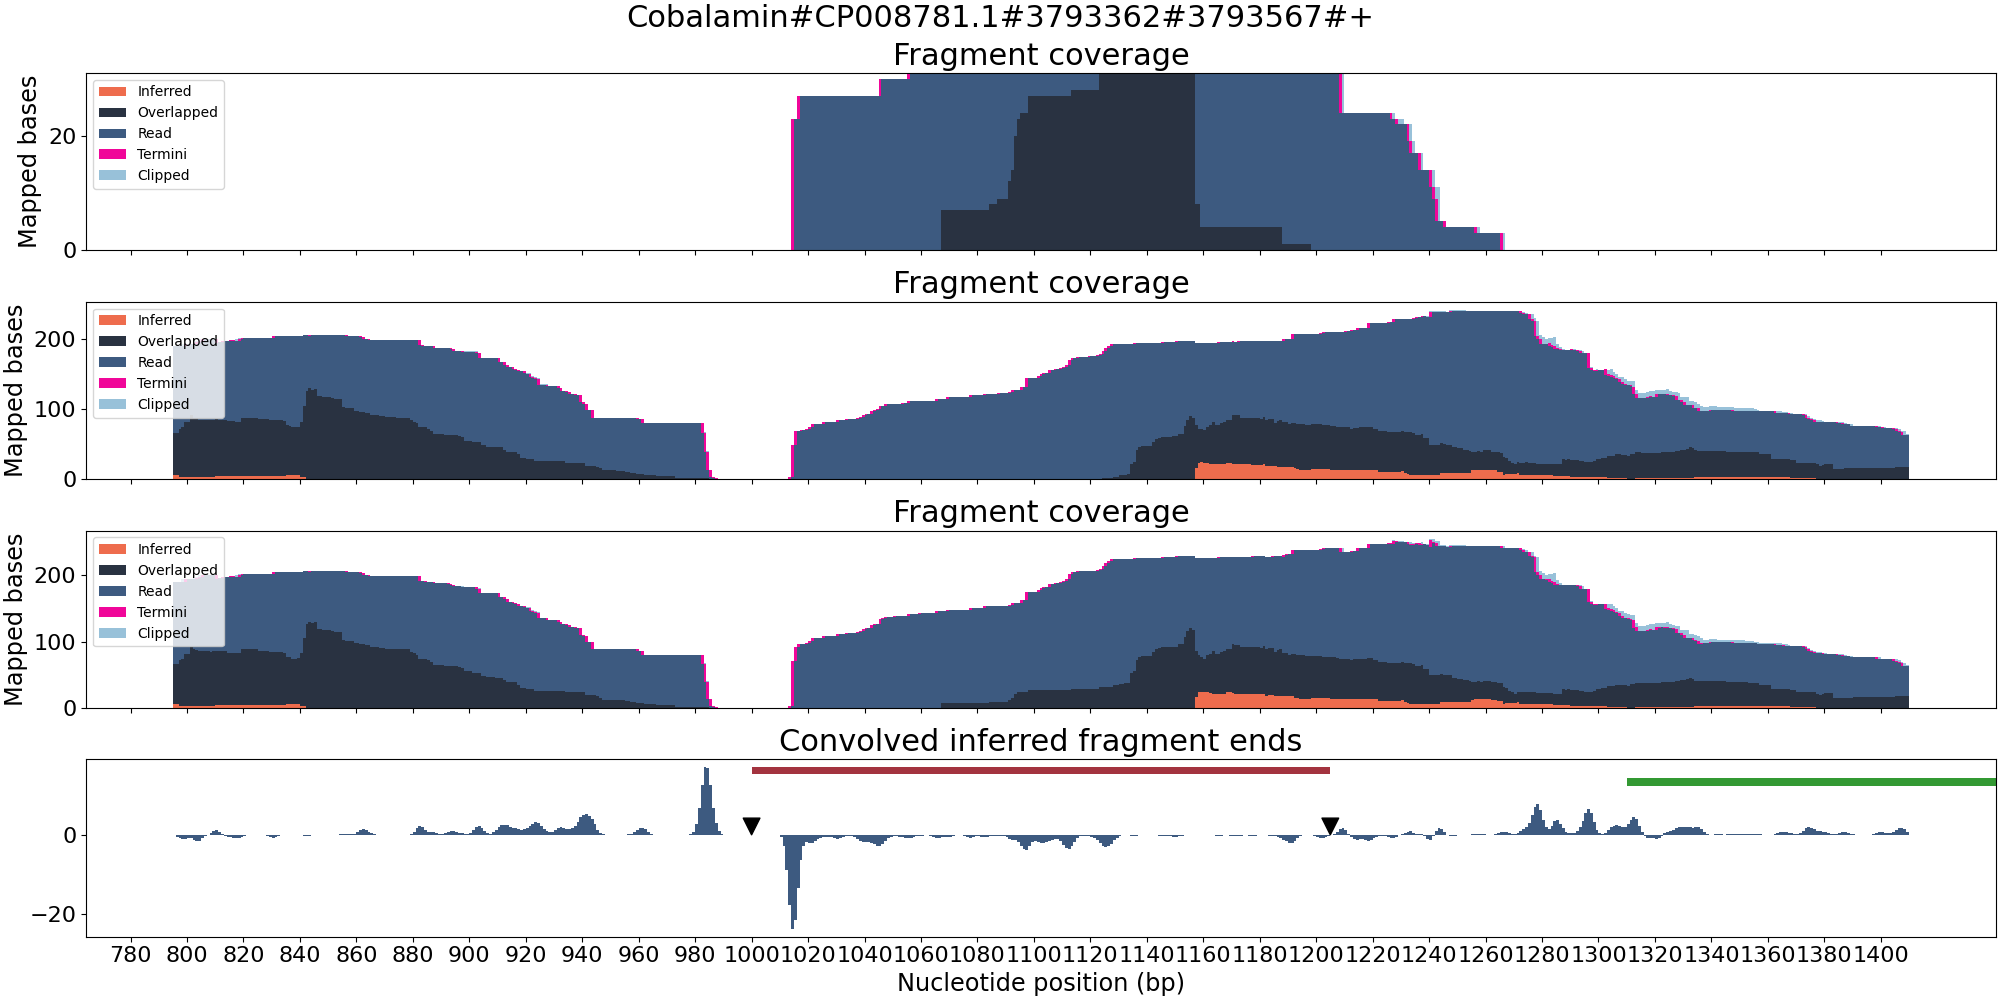 Cobalamin#CP008781.1#3793362#3793567#+
Fragment coverage
Mapped bases
20
0
Inferred
Overlapped
Read
Termini
Clipped
Fragment coverage
Mapped bases
200
100
0
Inferred
Overlapped
Read
Termini
Clipped
Fragment coverage
Mapped bases
200
100
0
Inferred
Overlapped
Read
Termini
Clipped
Convolved inferred fragment ends
0
−20
780 800 820 840 860 880 900 920 940 960 980 1000 1020 1040 1060 1080 1100 1120 1140 1160 1180 1200 1220 1240 1260 1280 1300 1320 1340 1360 1380 1400
Nucleotide position (bp)